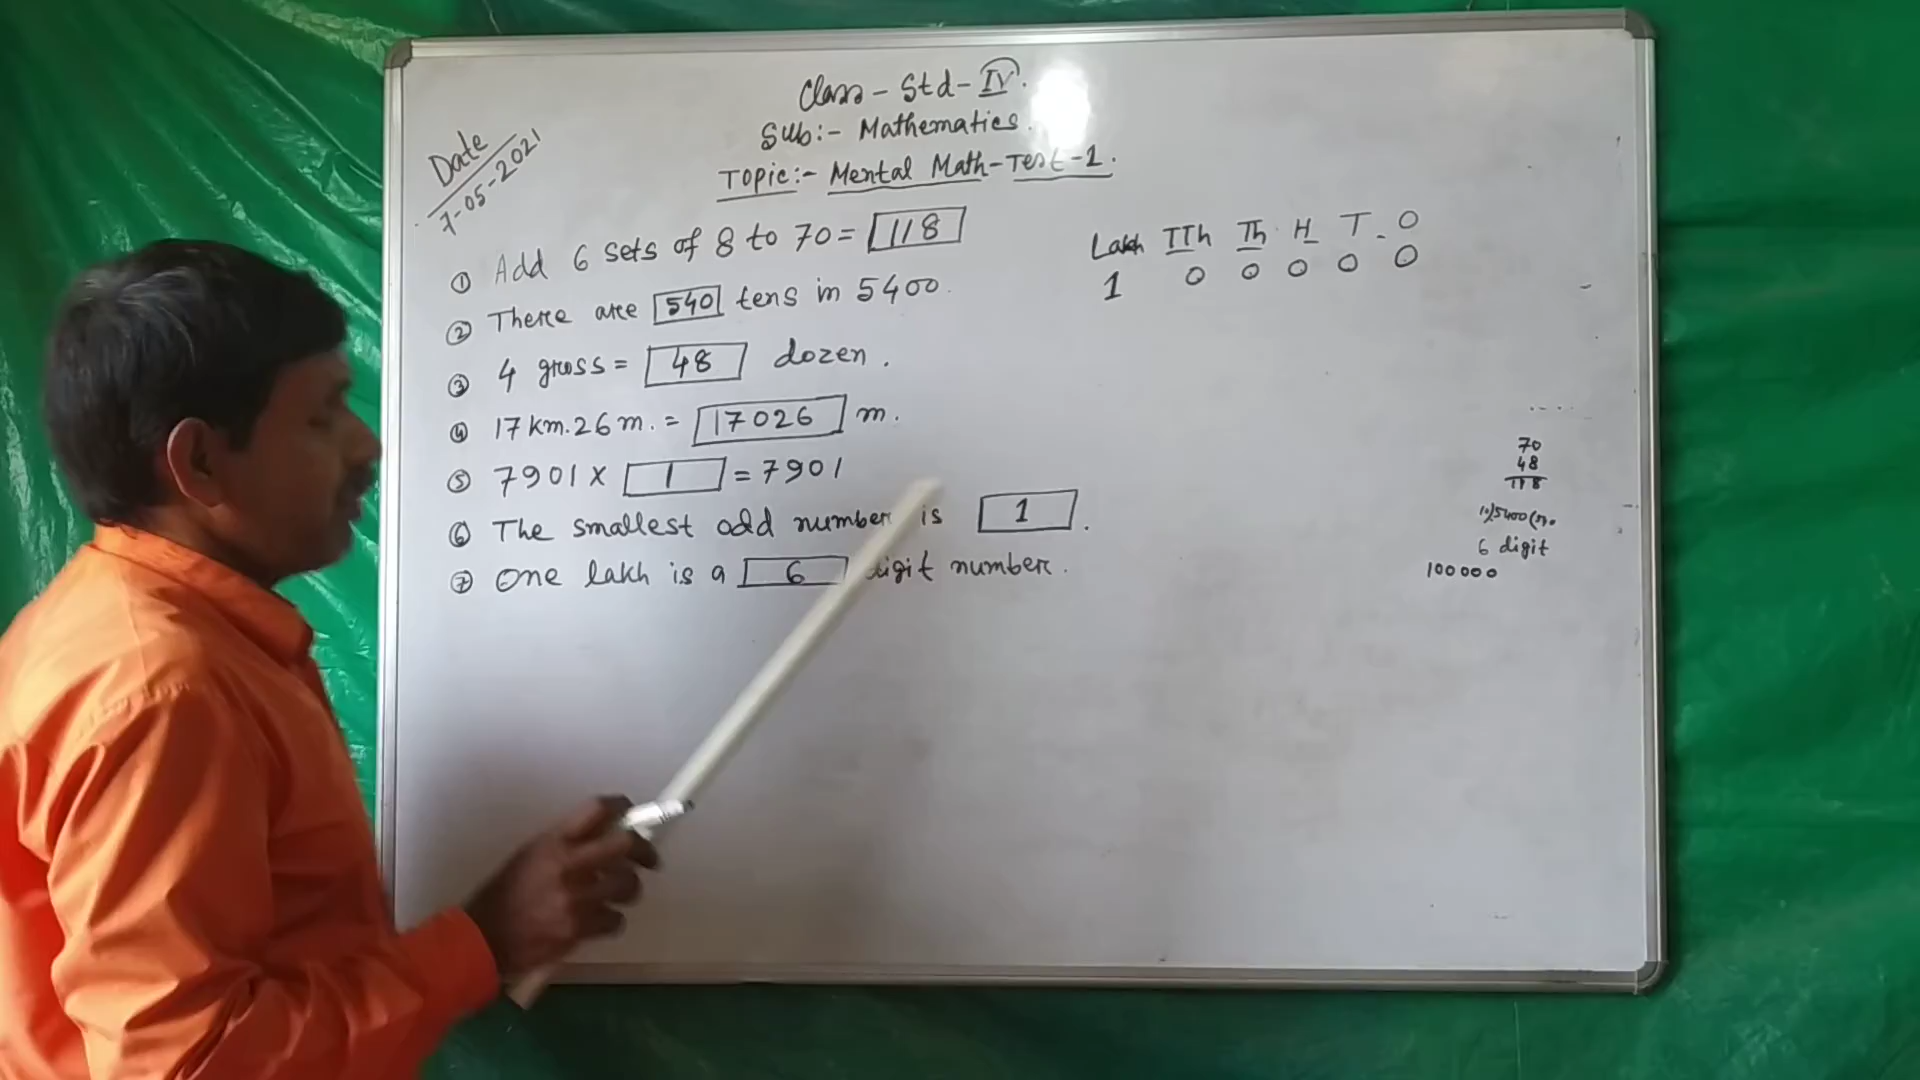 Class - Std - IV.
Sub:- Mathematics.
Topic:- Mental Math-Test-1.
Date
7-05-2021
① Add 6 sets of 8 to 70 = 118
② There are 540 tens in 5400.
③ 4 gross = 48 dozen.
④ 17 km. 26 m. = 17026 m.
⑤ 7901 x 1 = 7901
⑥ The smallest odd number is 1.
⑦ One lakh is a 6 digit number.
Lakh TTh Th H T O
1 0 0 0 0 0
70
48
118
6 digit
100000